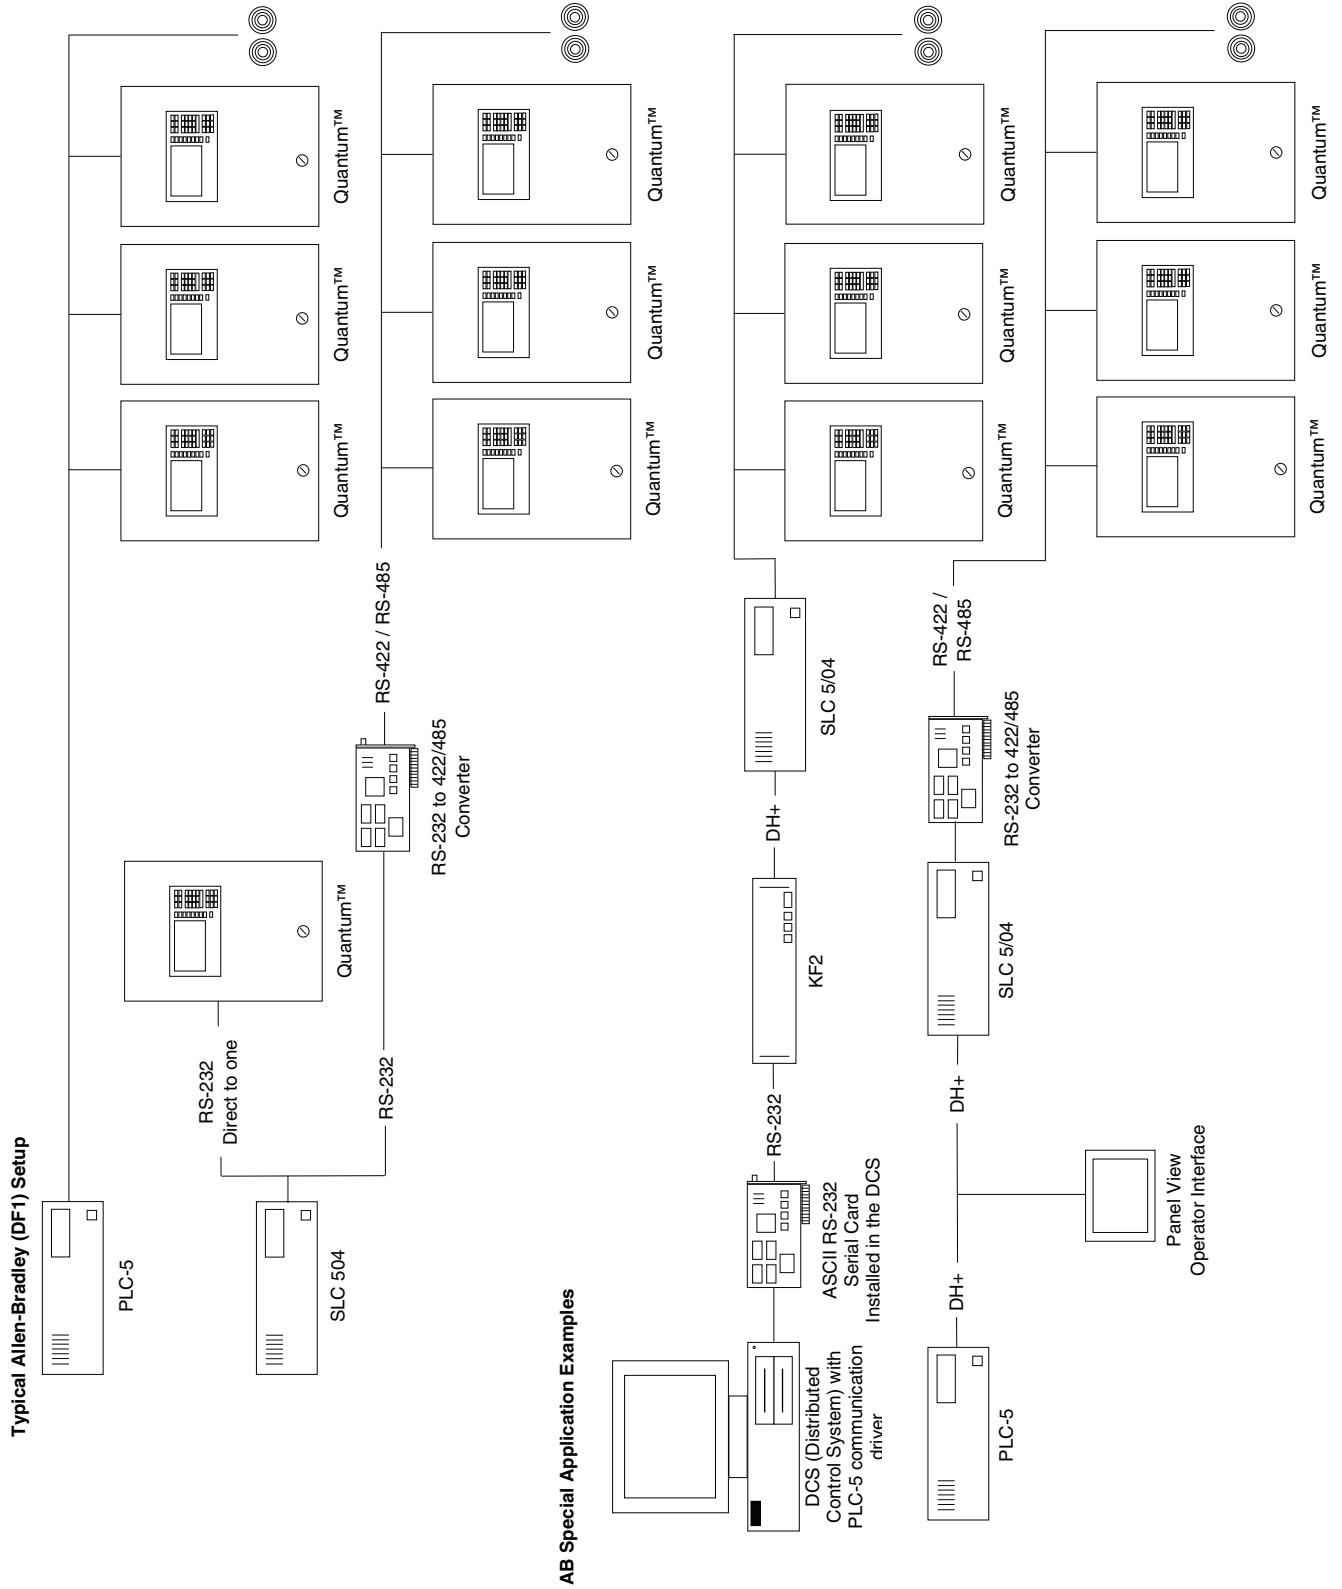 Typical Allen-Bradley (DF1) Setup
PLC-5
Quantum™
Quantum™
Quantum™
SLC 504
RS-232
Direct to one
Quantum™
RS-232
RS-232 to 422/485
Converter
RS-422 / RS-485
Quantum™
Quantum™
Quantum™
AB Special Application Examples
DCS (Distributed
Control System) with
PLC-5 communication
driver
ASCII RS-232
Serial Card
Installed in the DCS
RS-232
KF2
DH+
SLC 5/04
Quantum™
Quantum™
Quantum™
PLC-5
DH+
Panel View
Operator Interface
DH+
SLC 5/04
RS-232 to 422/485
Converter
RS-422 /
RS-485
Quantum™
Quantum™
Quantum™